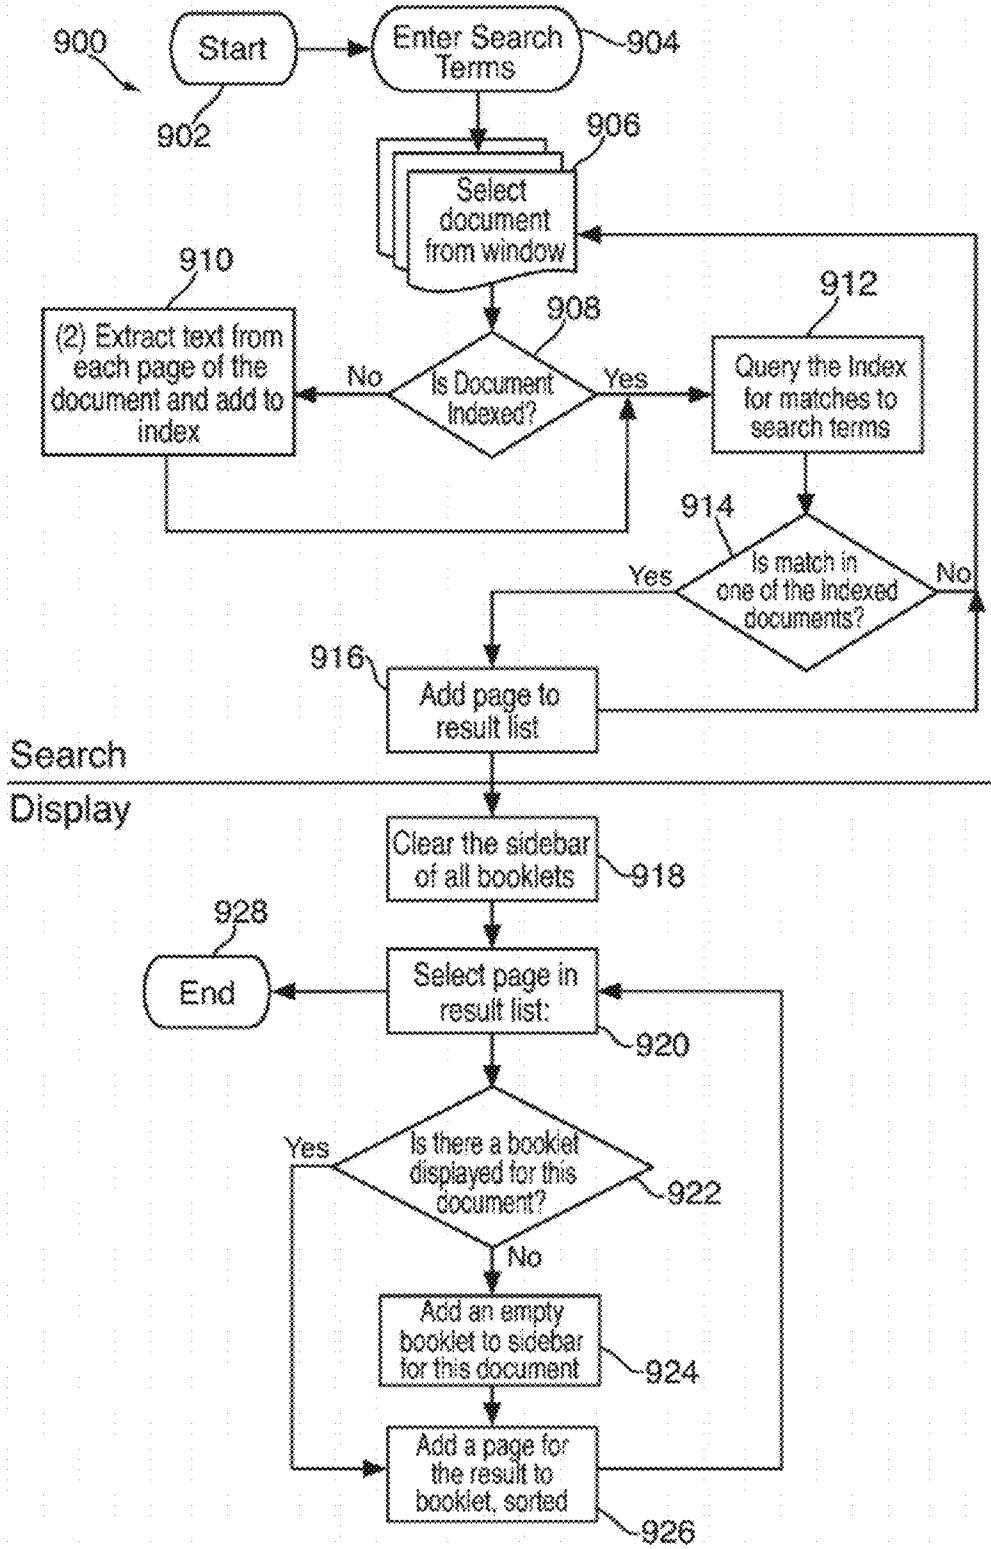 900
Start
902
Enter Search
Terms
904
906
Select
document
from window
910
(2) Extract text from
each page of the
document and add to
index
No
908
Is Document
Indexed?
Yes
912
Query the Index
for matches to
search terms
914
Is match in
one of the indexed
documents?
Yes
No
916
Add page to
result list
Search
Display
Clear the sidebar
of all booklets
918
928
End
Select page in
result list:
920
Yes
Is there a booklet
displayed for this
document?
922
No
Add an empty
booklet to sidebar
for this document
924
Add a page for
the result to
booklet, sorted
926